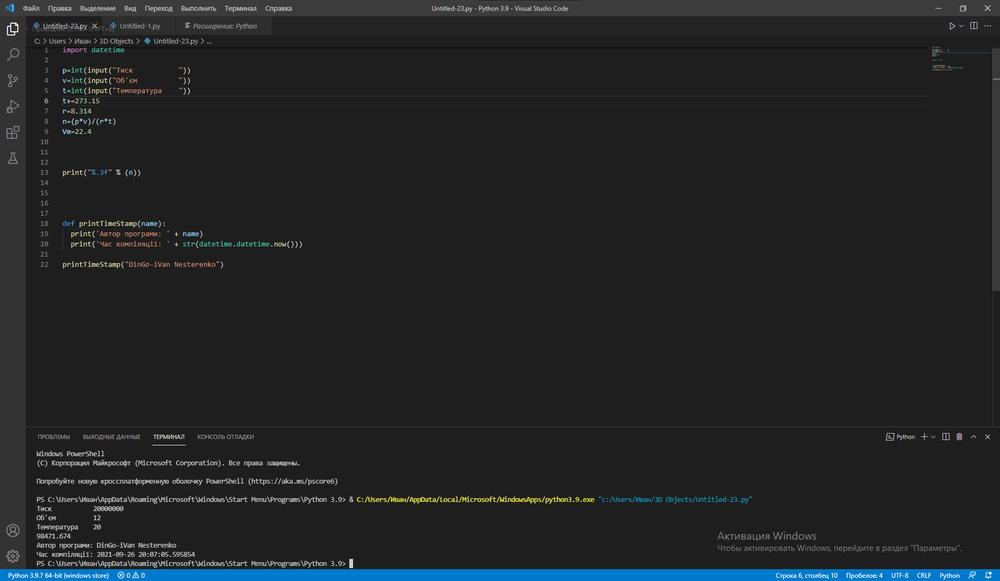 Файл Правка Выделение Вид Переход Выполнить Терминал Справка Untitled-23.py - Python 3.9 - Visual Studio Code
Untitled-23.py Untitled-1.py Расширение: Python
Проводник (CTRL+SHIFT+E)
C: > Users > Иван > 3D Objects > Untitled-23.py > ...
1 import datetime
2
3 p=int(input("Тиск           "))
4 v=int(input("Об'єм          "))
5 t=int(input("Температура    "))
6 t+=273.15
7 r=8.314
8 n=(p*v)/(r*t)
9 Vm=22.4
10
11
12
13 print("%.3f" % (n))
14
15
16
17
18 def printTimeStamp(name):
19   print('Автор програми: ' + name)
20   print('Час компіляції: ' + str(datetime.datetime.now()))
21
22 printTimeStamp("DinGo-iVan Nesterenko")
ПРОБЛЕМЫ ВЫХОДНЫЕ ДАННЫЕ ТЕРМИНАЛ КОНСОЛЬ ОТЛАДКИ Python
Windows PowerShell
(C) Корпорация Майкрософт (Microsoft Corporation). Все права защищены.
Попробуйте новую кроссплатформенную оболочку PowerShell (https://aka.ms/pscore6)
PS C:\Users\Иван\AppData\Roaming\Microsoft\Windows\Start Menu\Programs\Python 3.9> & C:/Users/Иван/AppData/Local/Microsoft/WindowsApps/python3.9.exe "c:/Users/Иван/3D Objects/Untitled-23.py"
Тиск           20000000
Об'єм          12
Температура    20
98471.674
Автор програми: DinGo-iVan Nesterenko
Час компіляції: 2021-09-26 20:07:05.595854
PS C:\Users\Иван\AppData\Roaming\Microsoft\Windows\Start Menu\Programs\Python 3.9>
Активация Windows
Чтобы активировать Windows, перейдите в раздел "Параметры".
Python 3.9.7 64-bit (windows store) 0 0 Строка 6, столбец 10 Пробелов: 4 UTF-8 CRLF Python